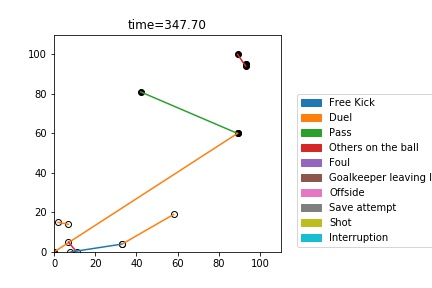 time=347.70
100
80
60
40
20
0
0
20
40
60
80
100
Free Kick
Duel
Pass
Others on the ball
Foul
Goalkeeper leaving l
Offside
Save attempt
Shot
Interruption